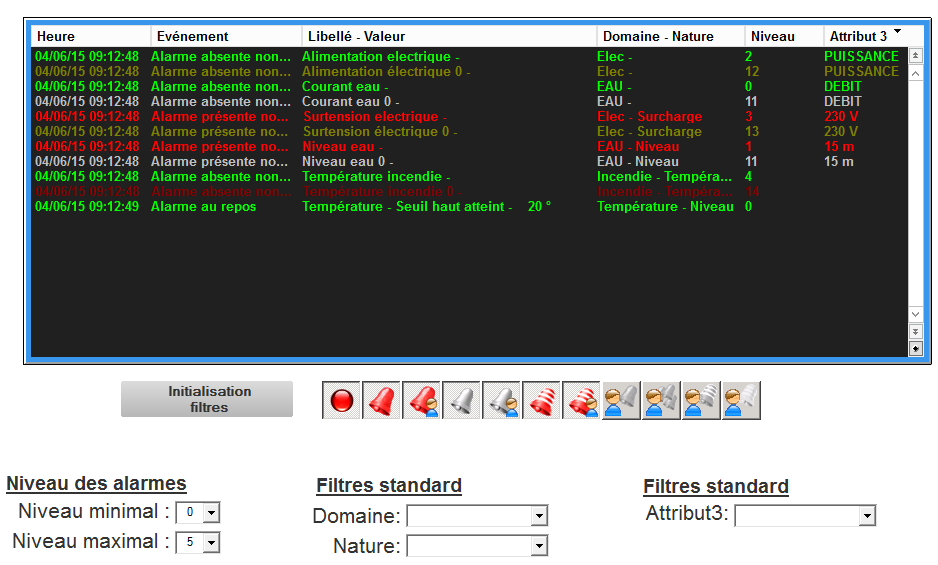 Heure Evénement Libellé - Valeur Domaine - Nature Niveau Attribut 3
04/06/15 09:12:48 Alarme absente non... Alimentation electrique - Elec - 2 PUISSANCE
04/06/15 09:12:48 Alarme absente non... Alimentation électrique 0 - Elec - 12 PUISSANCE
04/06/15 09:12:48 Alarme absente non... Courant eau - EAU - 0 DEBIT
04/06/15 09:12:48 Alarme absente non... Courant eau 0 - EAU - 11 DEBIT
04/06/15 09:12:48 Alarme présente no... Surtension electrique - Elec - Surcharge 3 230 V
04/06/15 09:12:48 Alarme présente no... Surtension électrique 0 - Elec - Surcharge 13 230 V
04/06/15 09:12:48 Alarme présente no... Niveau eau - EAU - Niveau 1 15 m
04/06/15 09:12:48 Alarme présente no... Niveau eau 0 - EAU - Niveau 11 15 m
04/06/15 09:12:48 Alarme absente non... Température incendie - Incendie - Températ... 4
04/06/15 09:12:48 Alarme absente non... Température incendie 0 - Incendie - Températ... 14
04/06/15 09:12:49 Alarme au repos Température - Seuil haut atteint - 20 ° Température - Niveau 0
Initialisation
filtres
Niveau des alarmes Filtres standard Filtres standard
Niveau minimal : 0 Domaine: Attribut3:
Niveau maximal : 5 Nature: